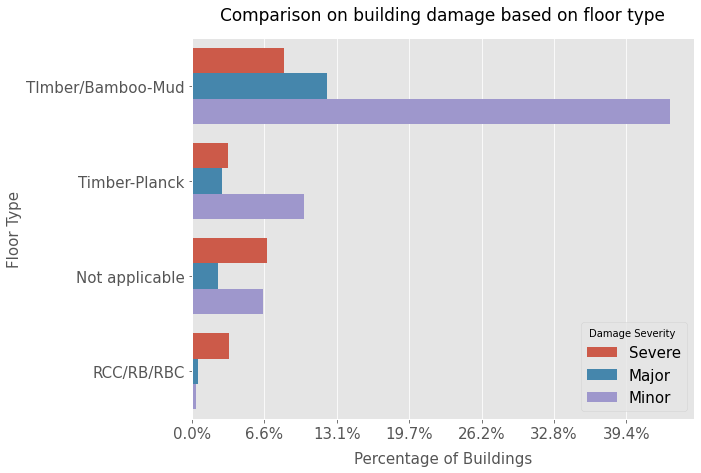 Comparison on building damage based on floor type
Floor Type
TImber/Bamboo-Mud
Timber-Planck
Not applicable
RCC/RB/RBC
Damage Severity
Severe
Major
Minor
0.0% 6.6% 13.1% 19.7% 26.2% 32.8% 39.4%
Percentage of Buildings